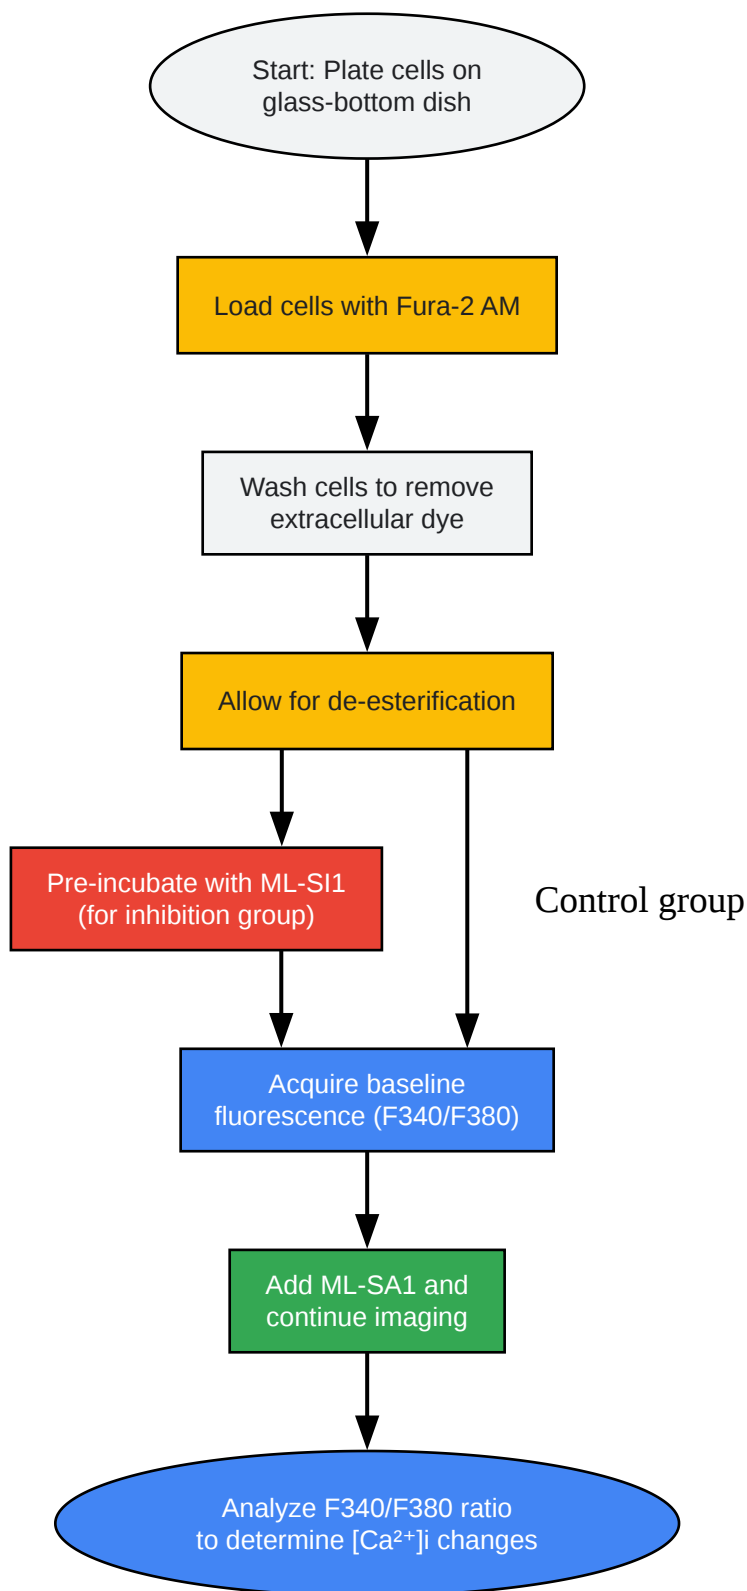 Start: Plate cells on
glass-bottom dish
Load cells with Fura-2 AM
Wash cells to remove
extracellular dye
Allow for de-esterification
Pre-incubate with ML-SI1
(for inhibition group)
Control group
Acquire baseline
fluorescence (F340/F380)
Add ML-SA1 and
continue imaging
Analyze F340/F380 ratio
to determine [Ca²⁺]i changes